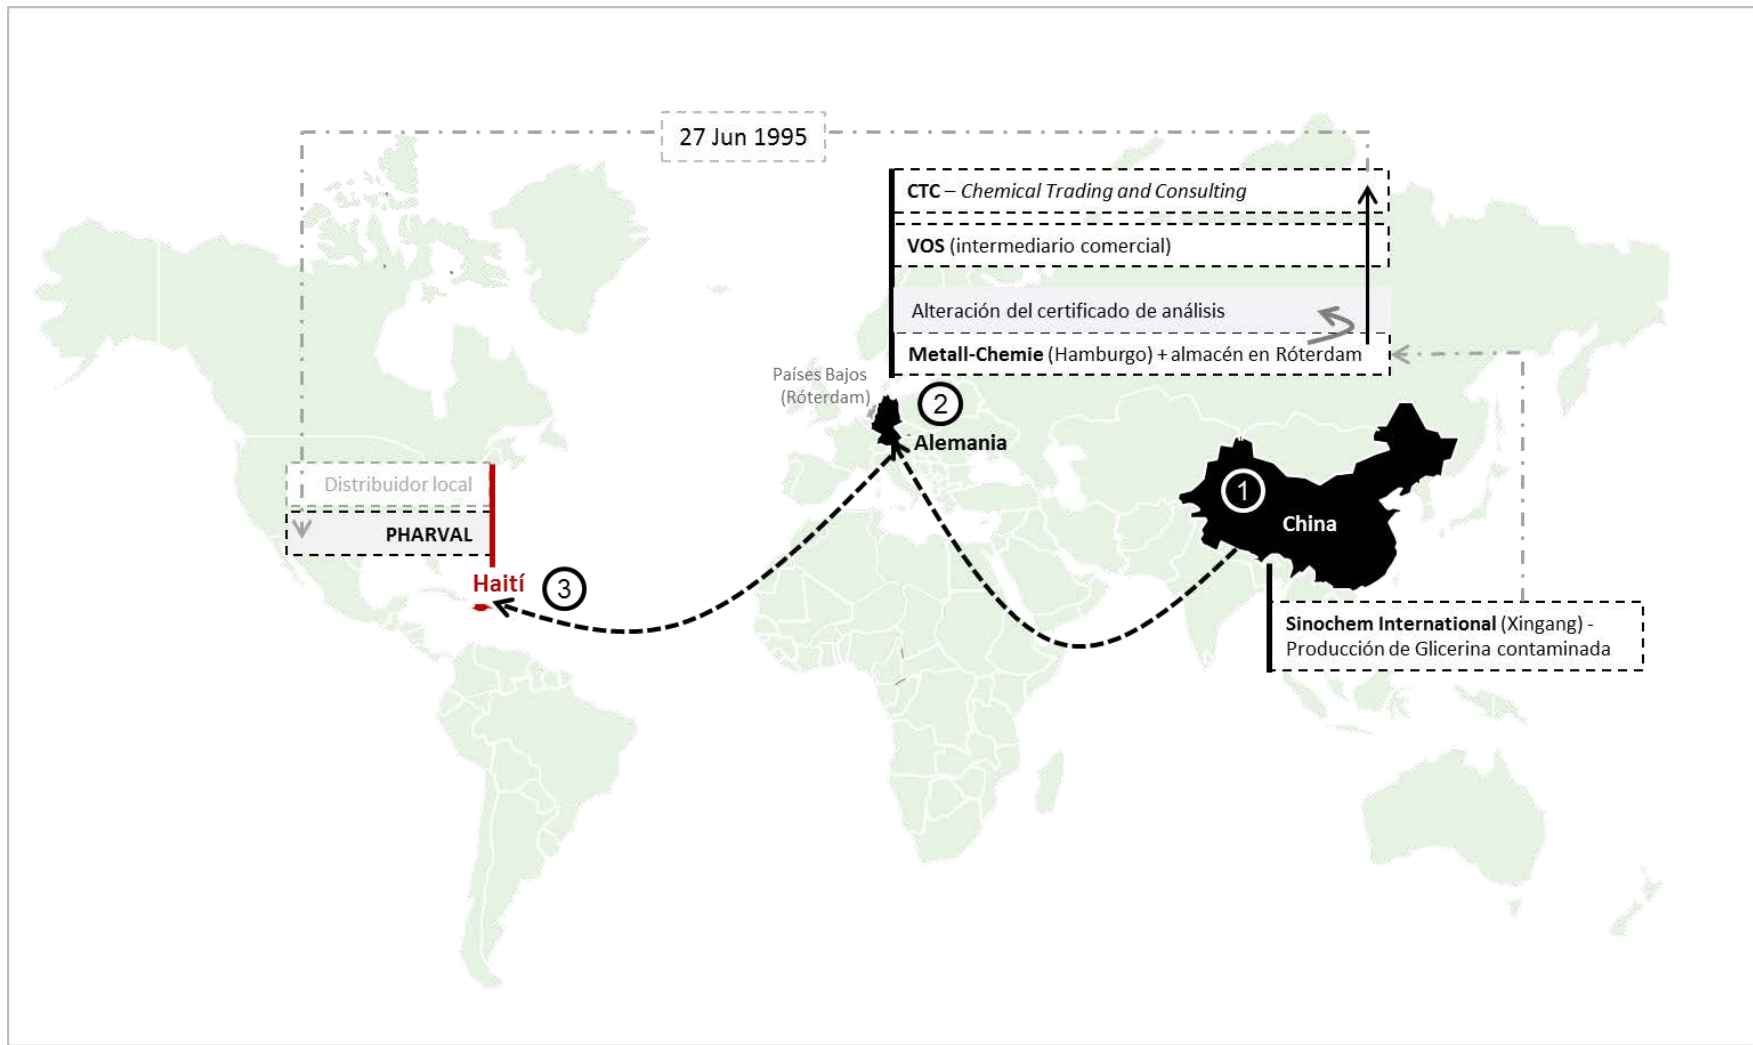 27 Jun 1995
CTC – Chemical Trading and Consulting
VOS (intermediario comercial)
Alteración del certificado de análisis
Metall-Chemie (Hamburgo) + almacén en Róterdam
Países Bajos
(Róterdam)
2
Alemania
1
China
Distribuidor local
PHARVAL
Haití
3
Sinochem International (Xingang) -
Producción de Glicerina contaminada